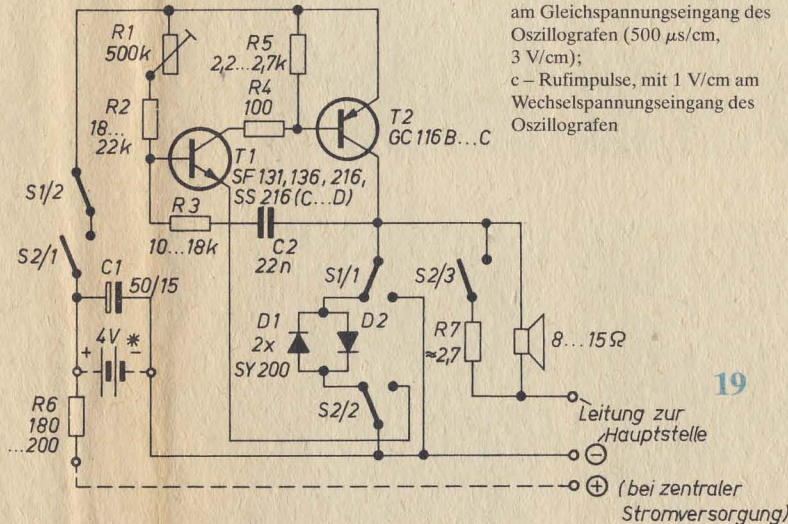 am Gleichspannungseingang des
Oszillografen (500 µs/cm,
3 V/cm);
c – Rufimpulse, mit 1 V/cm am
Wechselspannungseingang des
Oszillografen
R1
500k
R5
2,2...2,7k
R4
100
R2
18...
22k
T2
GC 116 B...C
T1
SF 131, 136, 216,
SS 216 (C...D)
S1/2
R3
10...18k
C2
22n
S2/1
C1
50/15
S1/1
S2/3
D1
2x
SY 200
D2
R7
≈2,7
8...15Ω
4V *
+ −
R6
180
...200
S2/2
19
Leitung zur
Hauptstelle
⊖
⊕ (bei zentraler
Stromversorgung)